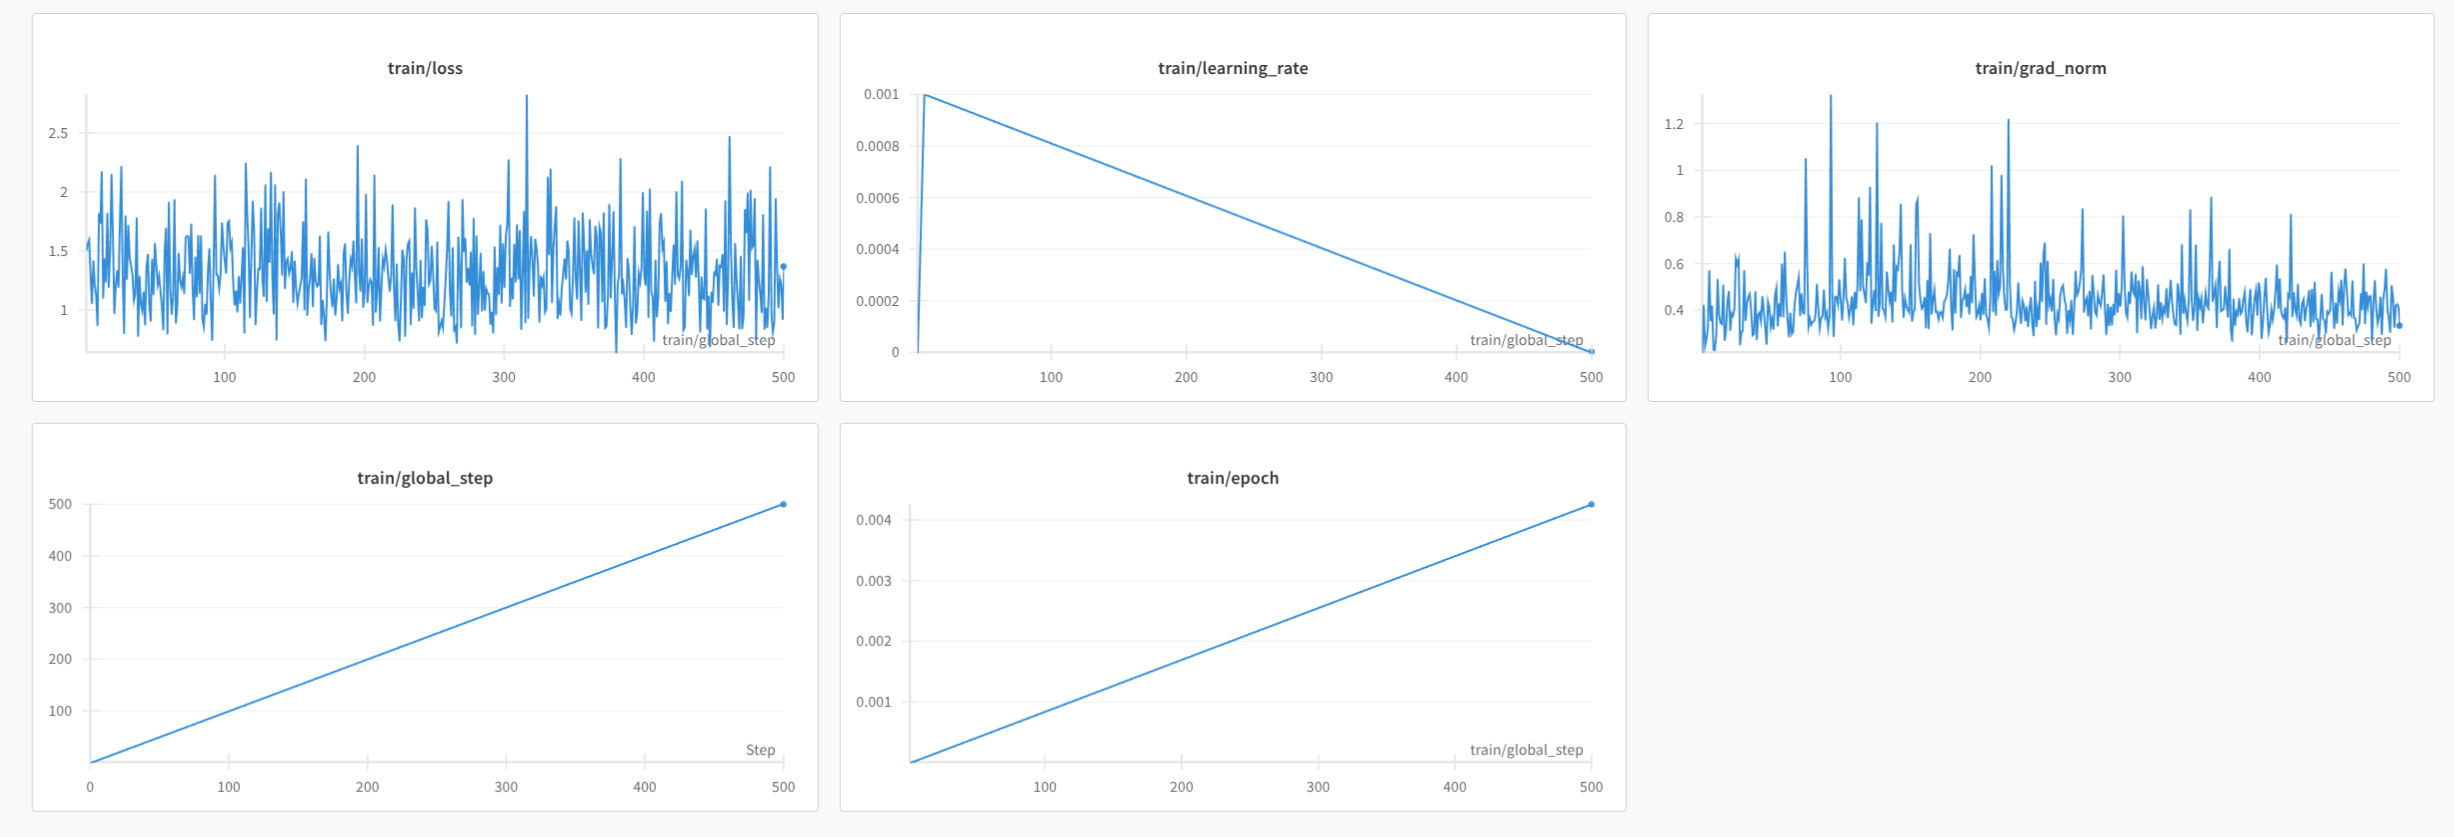 train/loss
2.5
2
1.5
1
train/global_step
100 200 300 400 500
train/learning_rate
0.001
0.0008
0.0006
0.0004
0.0002
0
train/global_step
100 200 300 400 500
train/grad_norm
1.2
1
0.8
0.6
0.4
train/global_step
100 200 300 400 500
train/global_step
500
400
300
200
100
Step
0 100 200 300 400 500
train/epoch
0.004
0.003
0.002
0.001
train/global_step
100 200 300 400 500